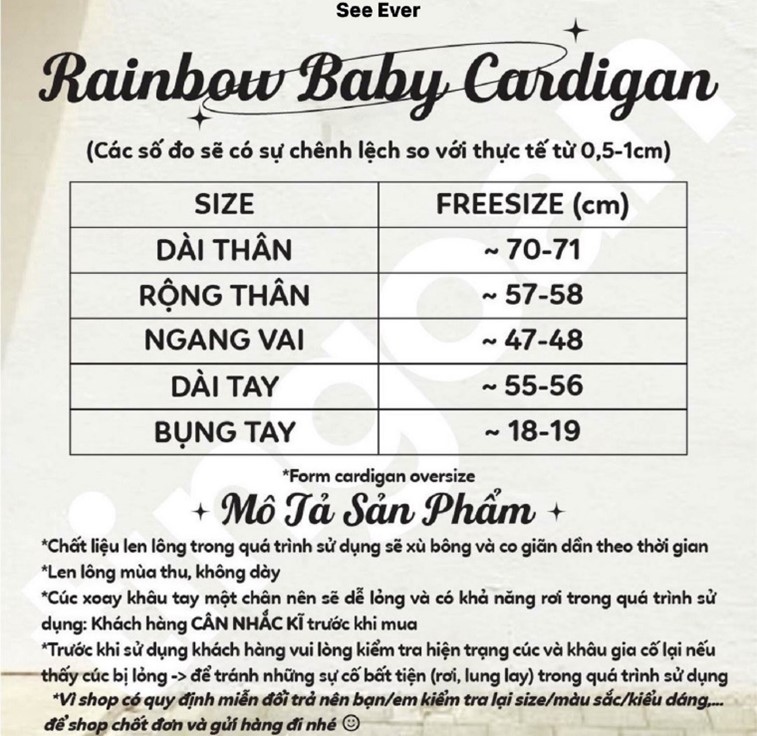 See Ever
Rainbow Baby Cardigan
(Các số đo sẽ có sự chênh lệch so với thực tế từ 0,5-1cm)
SIZE FREESIZE (cm)
DÀI THÂN ~ 70-71
RỘNG THÂN ~ 57-58
NGANG VAI ~ 47-48
DÀI TAY ~ 55-56
BỤNG TAY ~ 18-19
*Form cardigan oversize
Mô Tả Sản Phẩm
*Chất liệu len lông trong quá trình sử dụng sẽ xù bông và co giãn dần theo thời gian
*Len lông mùa thu, không dày
*Cúc xoay khâu tay một chân nên sẽ dễ lỏng và có khả năng rơi trong quá trình sử
dụng: Khách hàng CÂN NHẮC KĨ trước khi mua
*Trước khi sử dụng khách hàng vui lòng kiểm tra hiện trạng cúc và khâu gia cố lại nếu
thấy cúc bị lỏng -> để tránh những sự cố bất tiện (rơi, lung lay) trong quá trình sử dụng
*Vì shop có quy định miễn đổi trả nên bạn/em kiểm tra lại size/màu sắc/kiểu dáng,...
để shop chốt đơn và gửi hàng đi nhé ☺